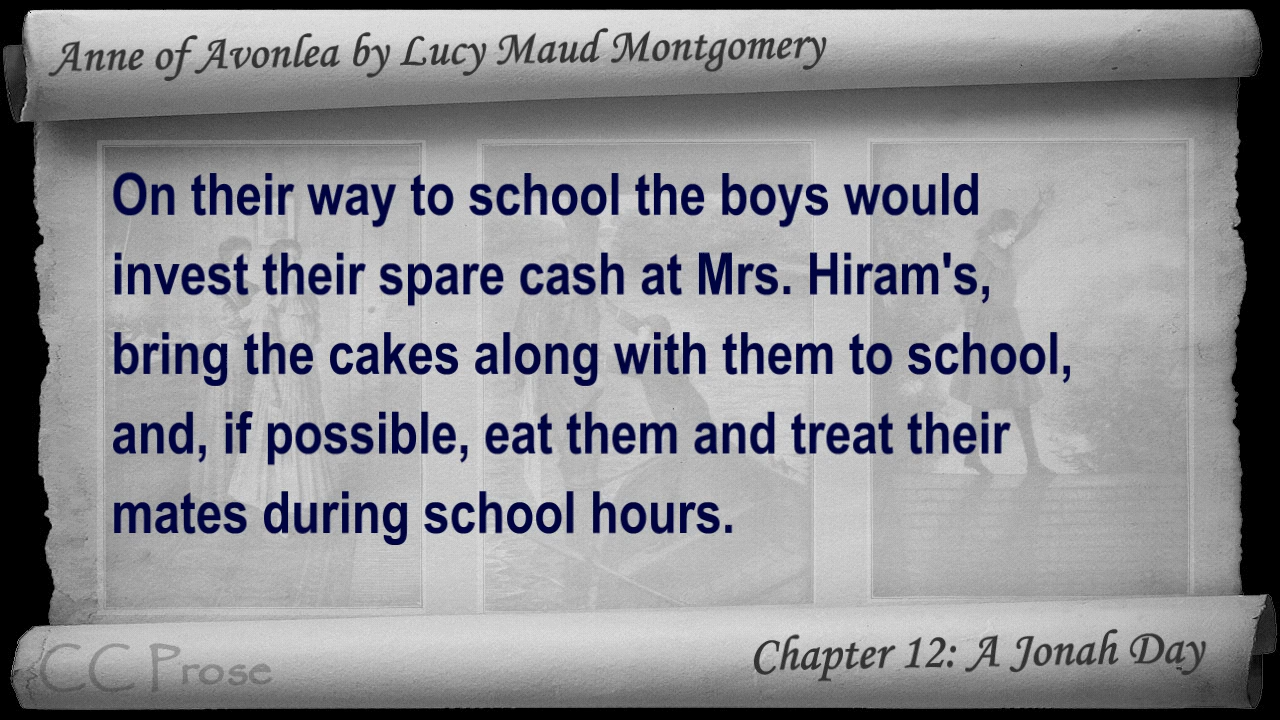 Anne of Avonlea by Lucy Maud Montgomery
On their way to school the boys would
invest their spare cash at Mrs. Hiram's,
bring the cakes along with them to school,
and, if possible, eat them and treat their
mates during school hours.
CC Prose
Chapter 12: A Jonah Day